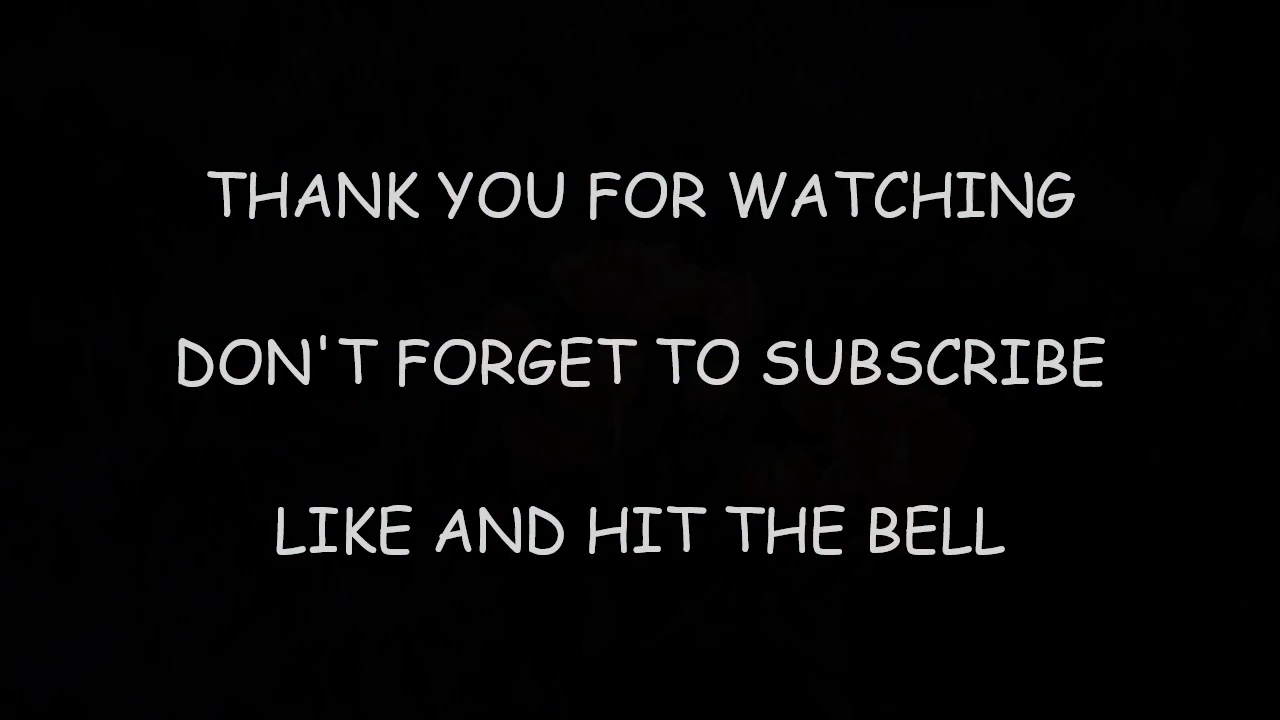 THANK YOU FOR WATCHING
DON'T FORGET TO SUBSCRIBE
LIKE AND HIT THE BELL